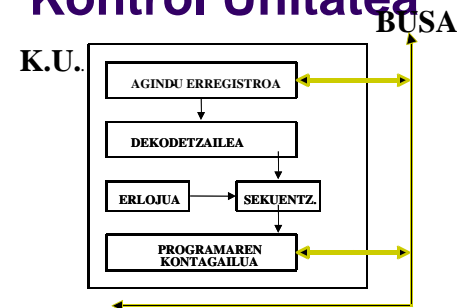 Kontrol Unitatea
BUSA
K.U.
AGINDU ERREGISTROA
DEKODETZAILEA
ERLOJUA
SEKUENTZ.
PROGRAMAREN
KONTAGAILUA